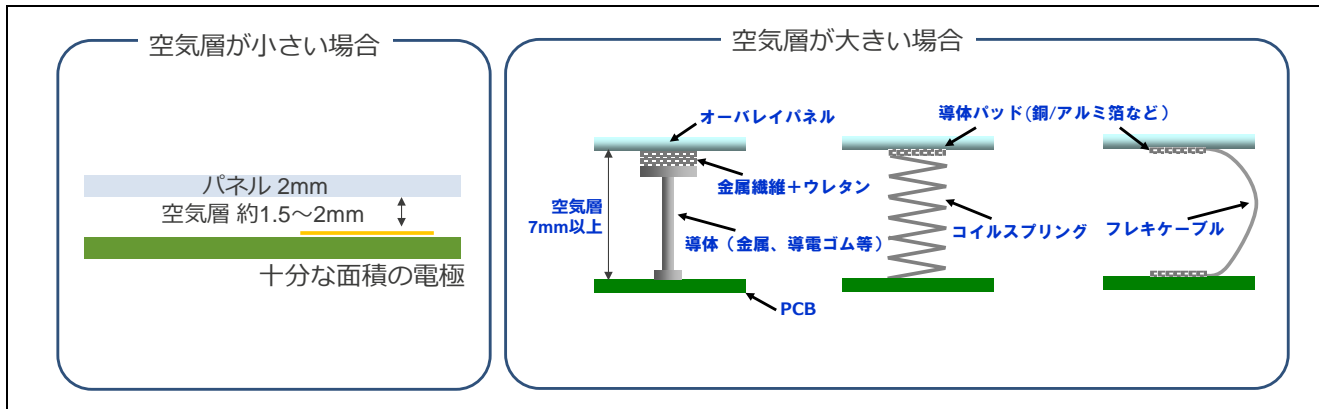 空気層が小さい場合
パネル 2mm
空気層 約1.5～2mm
十分な面積の電極
空気層が大きい場合
オーバレイパネル
金属繊維＋ウレタン
空気層
7mm以上
導体（金属、導電ゴム等）
PCB
導体パッド(銅/アルミ箔など）
コイルスプリング
フレキケーブル